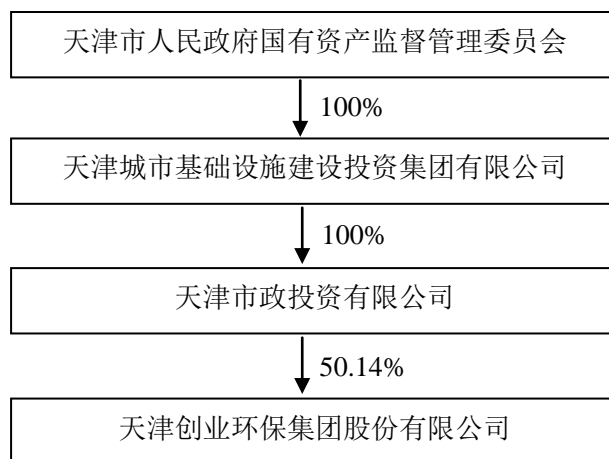 天津市人民政府国有资产监督管理委员会
100%
天津城市基础设施建设投资集团有限公司
100%
天津市政投资有限公司
50.14%
天津创业环保集团股份有限公司